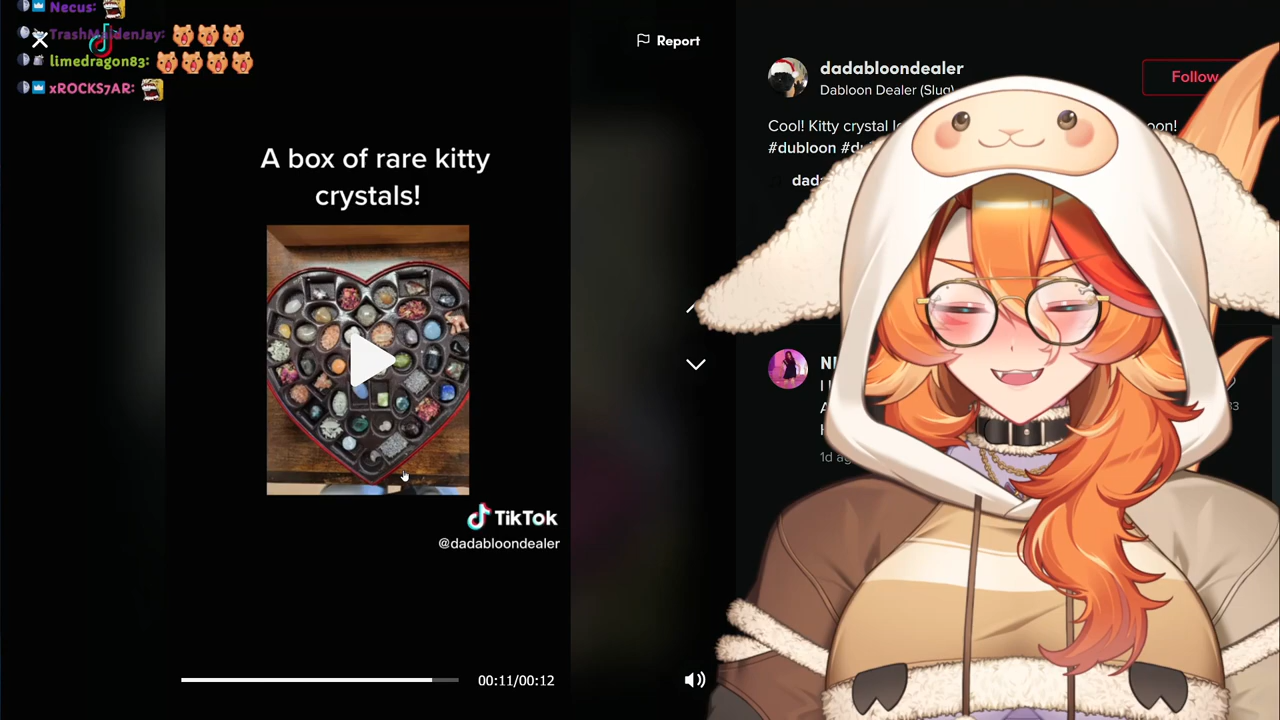 Necus:
TrashMaidenJay:
limedragon83:
xROCKS7AR:
A box of rare kitty
crystals!
TikTok
@dadabloondealer
00:11/00:12
Report
dadabloondealer
Dabloon Dealer (Slug)
Follow
Cool! Kitty crystal
#dubloon
1d